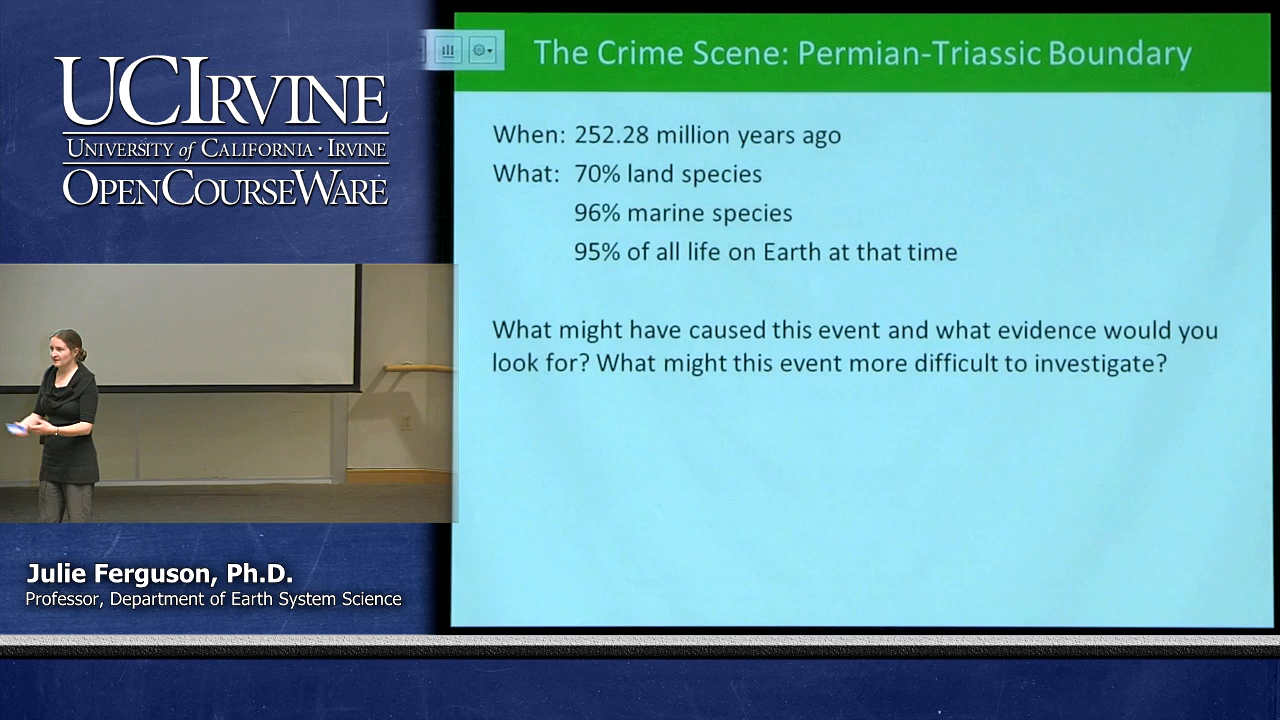 UCIRVINE
UNIVERSITY of CALIFORNIA · IRVINE
OPENCOURSEWARE
The Crime Scene: Permian-Triassic Boundary
When: 252.28 million years ago
What: 70% land species
96% marine species
95% of all life on Earth at that time
What might have caused this event and what evidence would you
look for? What might this event more difficult to investigate?
Julie Ferguson, Ph.D.
Professor, Department of Earth System Science